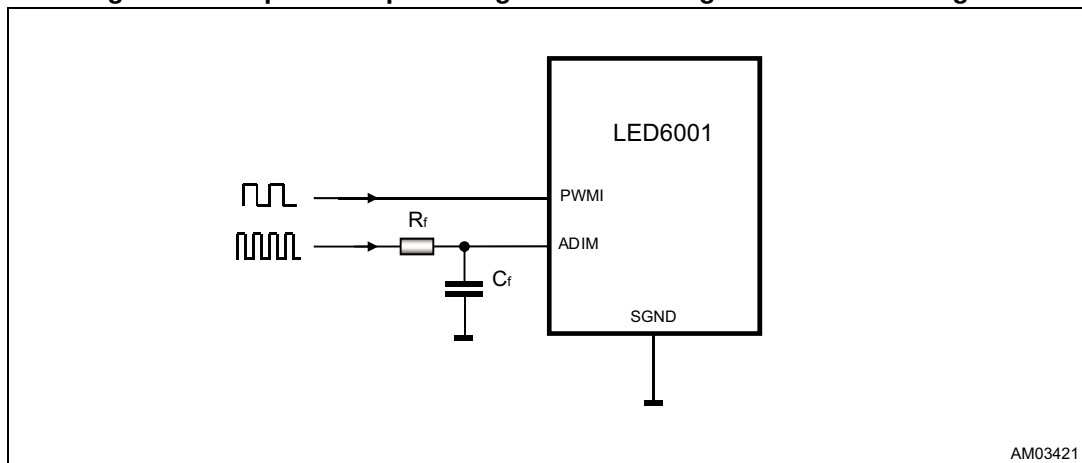 LED6001
PWMI
Rf
ADIM
Cf
SGND
AM03421